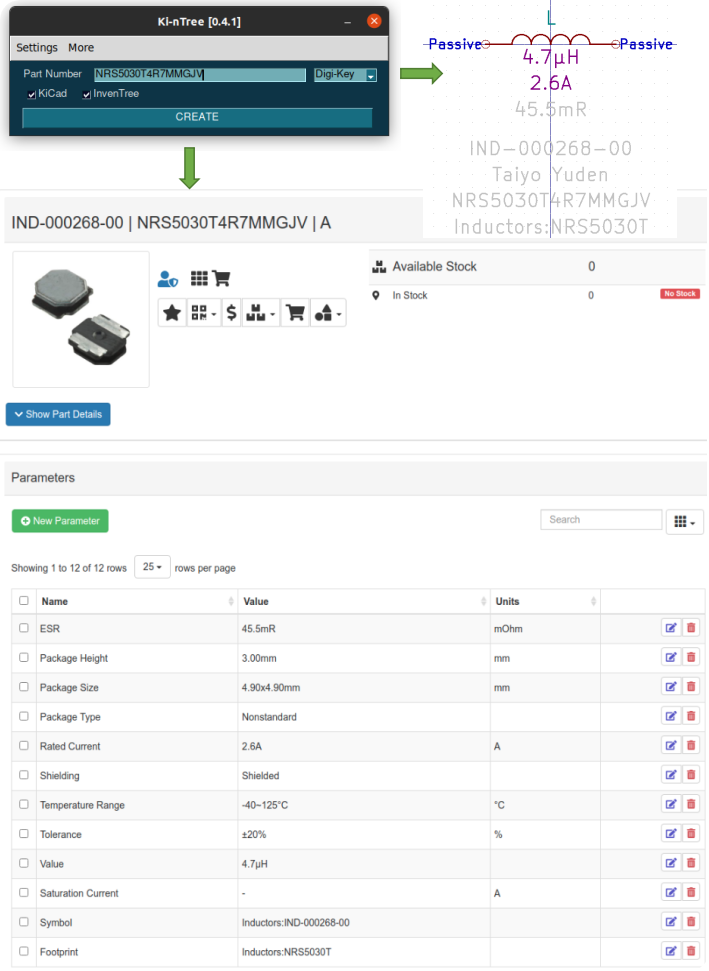 Ki-nTree [0.4.1]
Settings More
Part Number NRS5030T4R7MMGJV Digi-Key
KiCad InvenTree
CREATE
L
Passive Passive
4.7µH
2.6A
45.5mR
IND-000268-00
Taiyo Yuden
NRS5030T4R7MMGJV
Inductors:NRS5030T
IND-000268-00 | NRS5030T4R7MMGJV | A
Available Stock 0
In Stock 0 No Stock
Show Part Details
Parameters
New Parameter Search
Showing 1 to 12 of 12 rows 25 rows per page
Name Value Units
ESR 45.5mR mOhm
Package Height 3.00mm mm
Package Size 4.90x4.90mm mm
Package Type Nonstandard
Rated Current 2.6A A
Shielding Shielded
Temperature Range -40~125°C °C
Tolerance ±20% %
Value 4.7µH
Saturation Current - A
Symbol Inductors:IND-000268-00
Footprint Inductors:NRS5030T